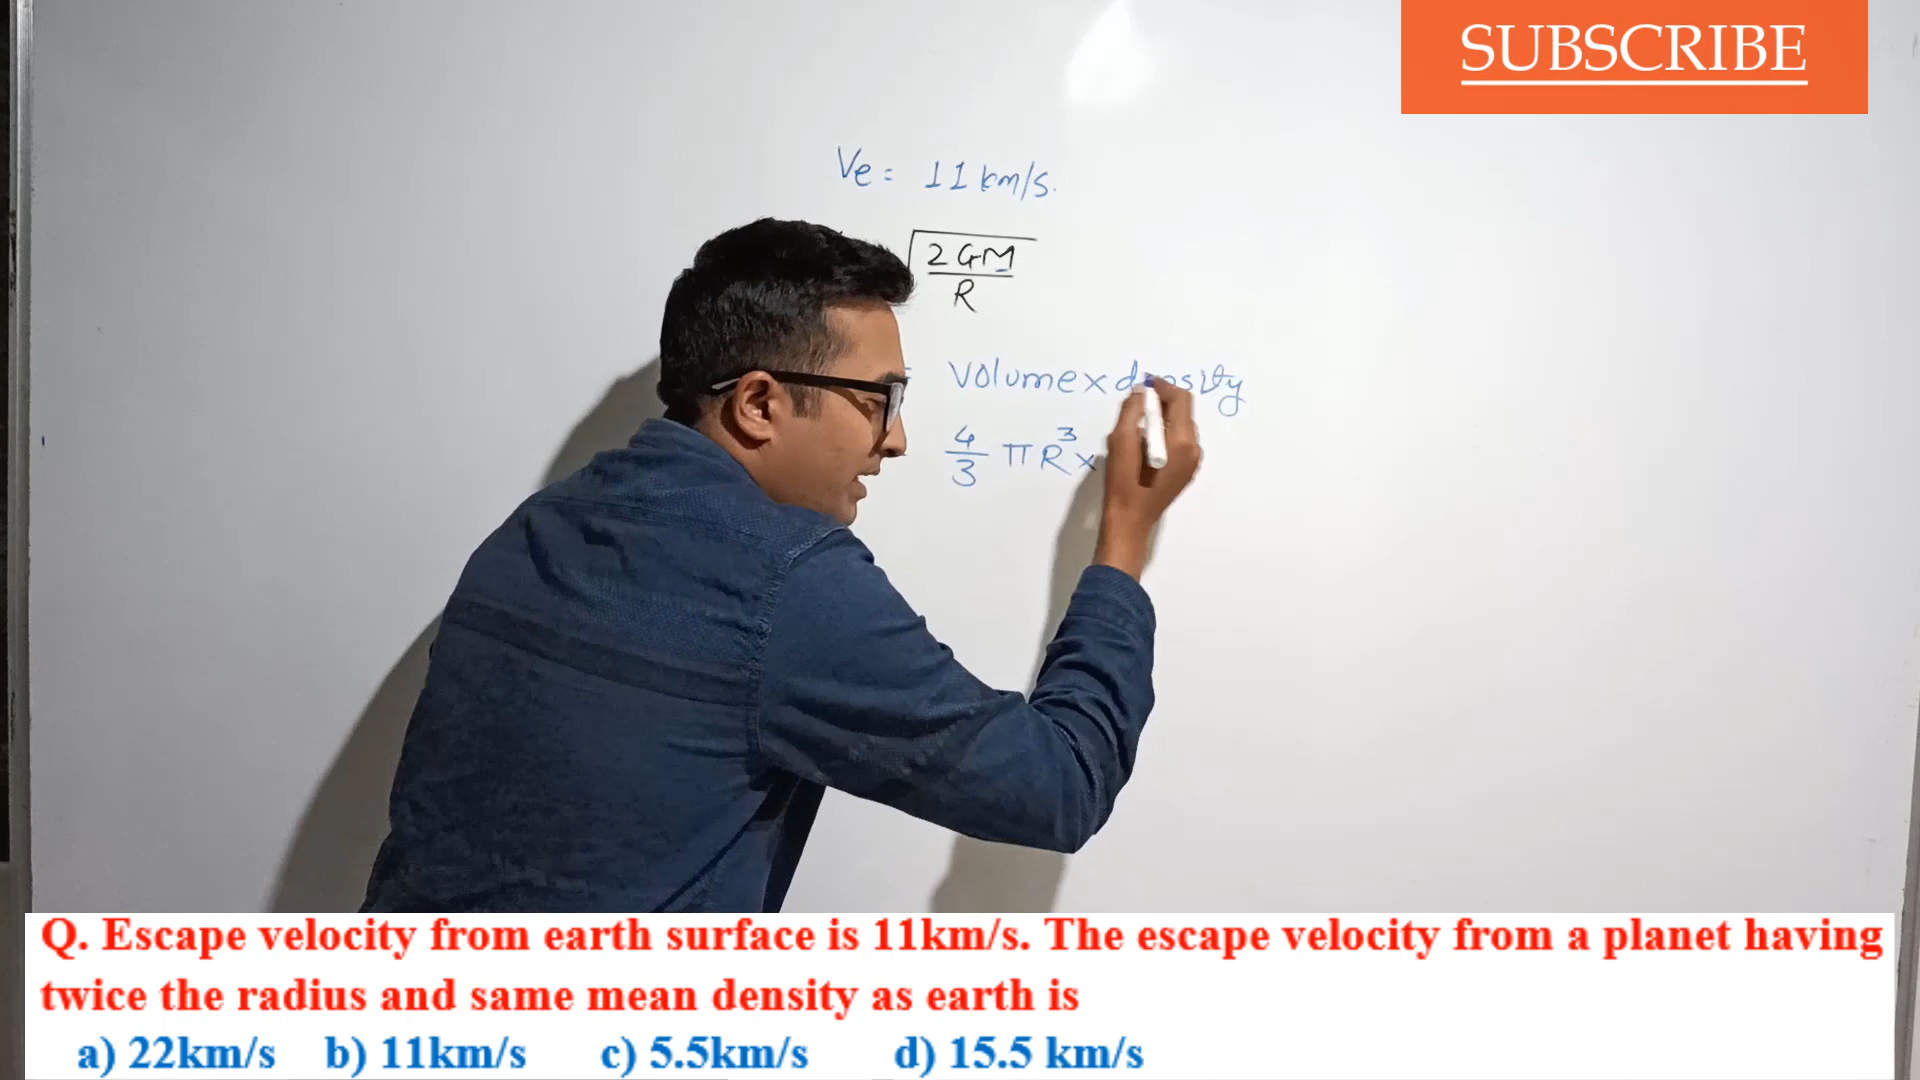 SUBSCRIBE
Ve = 11 km/s.
√2GM
R
= Volume x density
4/3 π R³ x
Q. Escape velocity from earth surface is 11km/s. The escape velocity from a planet having
twice the radius and same mean density as earth is
a) 22km/s b) 11km/s c) 5.5km/s d) 15.5 km/s